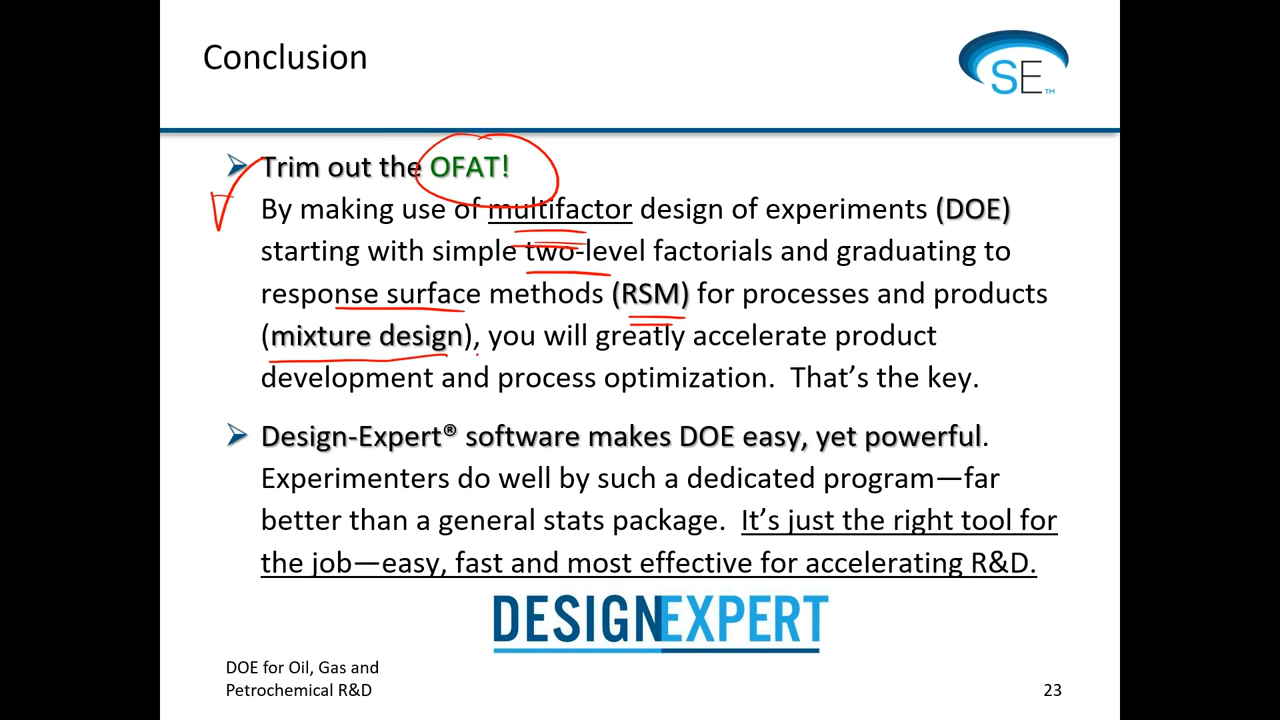 Conclusion
SE™
Trim out the OFAT!
By making use of multifactor design of experiments (DOE)
starting with simple two-level factorials and graduating to
response surface methods (RSM) for processes and products
(mixture design), you will greatly accelerate product
development and process optimization. That's the key.
Design-Expert® software makes DOE easy, yet powerful.
Experimenters do well by such a dedicated program—far
better than a general stats package. It's just the right tool for
the job—easy, fast and most effective for accelerating R&D.
DESIGNEXPERT
DOE for Oil, Gas and
Petrochemical R&D
23